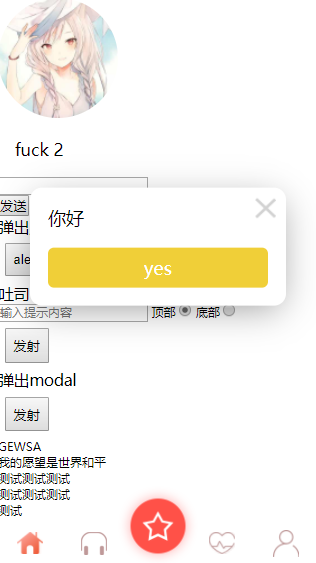 fuck 2
发送
弹出
你好
ale
yes
吐司
输入提示内容 顶部 底部
发射
弹出modal
发射
GEWSA
我的愿望是世界和平
测试测试测试
测试测试测试
测试